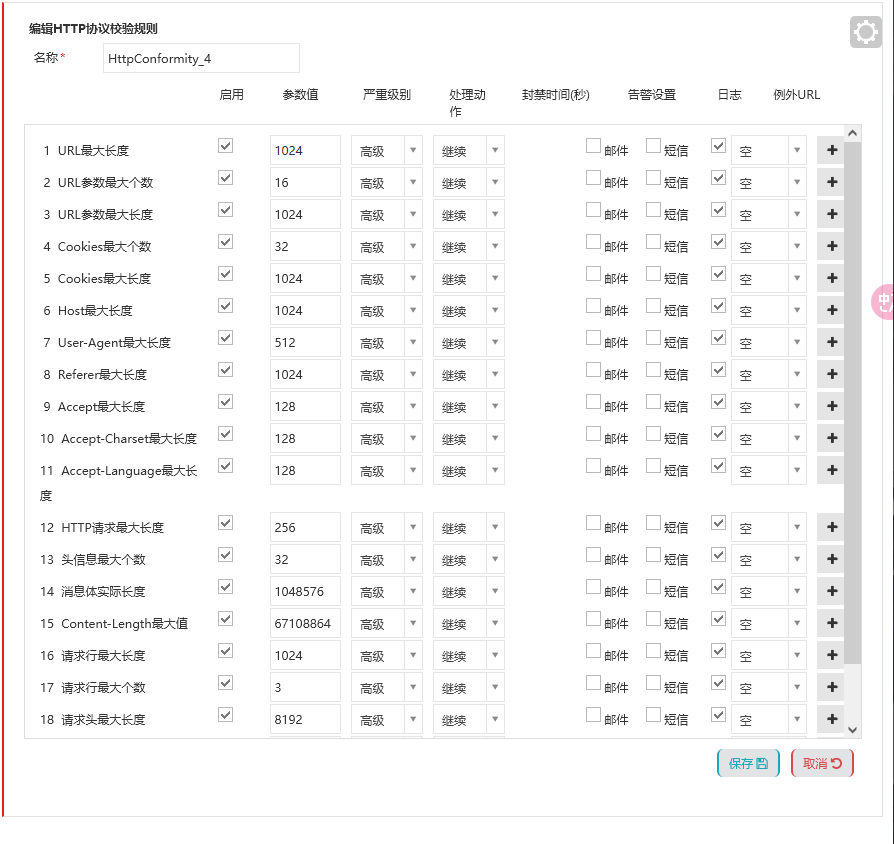 编辑HTTP协议校验规则
名称* HttpConformity_4
启用 参数值 严重级别 处理动作 封禁时间(秒) 告警设置 日志 例外URL
1 URL最大长度 1024 高级 继续 邮件 短信 空
2 URL参数最大个数 16 高级 继续 邮件 短信 空
3 URL参数最大长度 1024 高级 继续 邮件 短信 空
4 Cookies最大个数 32 高级 继续 邮件 短信 空
5 Cookies最大长度 1024 高级 继续 邮件 短信 空
6 Host最大长度 1024 高级 继续 邮件 短信 空
7 User-Agent最大长度 512 高级 继续 邮件 短信 空
8 Referer最大长度 1024 高级 继续 邮件 短信 空
9 Accept最大长度 128 高级 继续 邮件 短信 空
10 Accept-Charset最大长度 128 高级 继续 邮件 短信 空
11 Accept-Language最大长 128 高级 继续 邮件 短信 空
度
12 HTTP请求最大长度 256 高级 继续 邮件 短信 空
13 头信息最大个数 32 高级 继续 邮件 短信 空
14 消息体实际长度 1048576 高级 继续 邮件 短信 空
15 Content-Length最大值 67108864 高级 继续 邮件 短信 空
16 请求行最大长度 1024 高级 继续 邮件 短信 空
17 请求行最大个数 3 高级 继续 邮件 短信 空
18 请求头最大长度 8192 高级 继续 邮件 短信 空
保存 取消
中